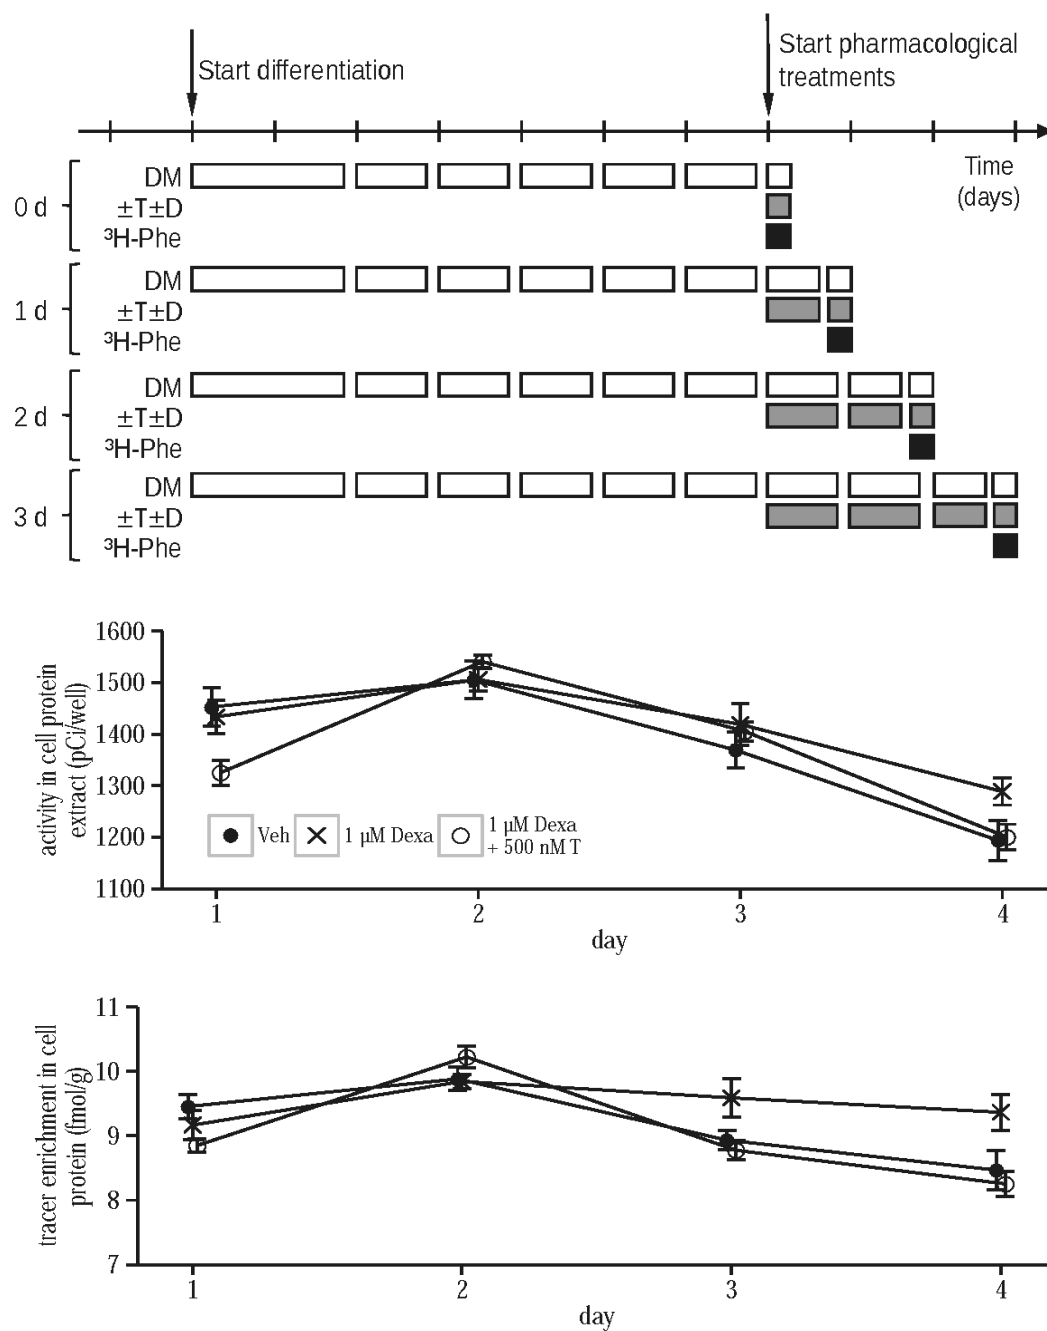 Start differentiation
Start pharmacological
treatments
Time
(days)
0 d
DM
±T±D
³H-Phe
1 d
DM
±T±D
³H-Phe
2 d
DM
±T±D
³H-Phe
3 d
DM
±T±D
³H-Phe
activity in cell protein
extract (pCi/well)
1600
1500
1400
1300
1200
1100
Veh
1 µM Dexa
1 µM Dexa
+ 500 nM T
1 2 3 4
day
tracer enrichment in cell
protein (fmol/g)
11
10
9
8
7
1 2 3 4
day